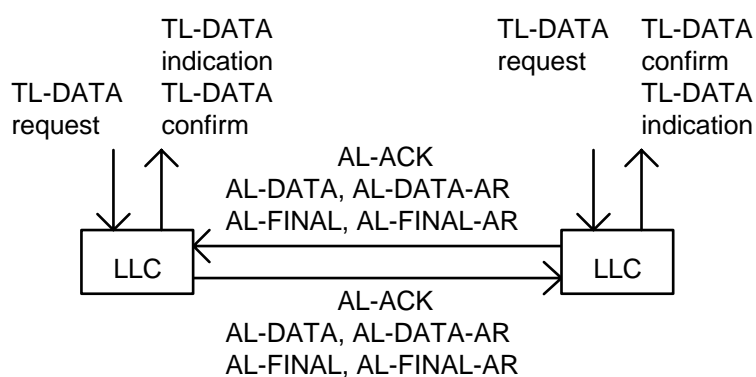 TL-DATA
indication
TL-DATA
confirm
TL-DATA
request
TL-DATA
request
TL-DATA
confirm
TL-DATA
indication
AL-ACK
AL-DATA, AL-DATA-AR
AL-FINAL, AL-FINAL-AR
LLC
LLC
AL-ACK
AL-DATA, AL-DATA-AR
AL-FINAL, AL-FINAL-AR